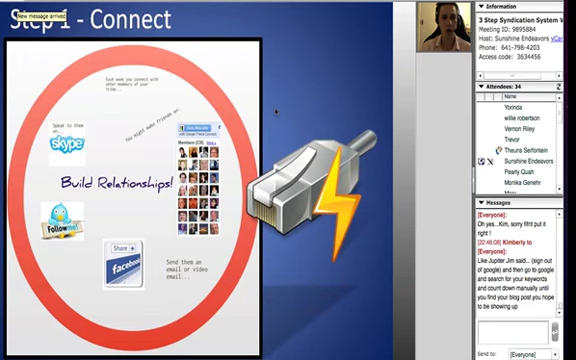 Step 1 - Connect
New message arrived
Each week you connect with
other members of your
tribe...
You Might make friends on:
Speak to them
on...
skype
Build Relationships!
Members (239)
Follow me!
Share +
facebook
Send them an
email or video
email...
Information
3 Step Syndication System W
Meeting ID: 9895884
Host: Sunshine Endeavors
Phone: 641-798-4203
Access code: 3634456
Attendees: 34
Name
Yorinda
willie robertson
Vernon Riley
Trevor
Theuns Serfontein
Sunshine Endeavors
Pearly Quash
Monika Genehr
Messages
[Everyone]:
Oh yes..Kim, sorry fifnt put it
right !
[22:46:08] Kimberly to
[Everyone]:
Like Jupiter Jim said... (sign out
of google) and then go to google
and search for your keywords
and count down manually until
you find your blog post you hope
to be showing up
Send to:
[Everyone]